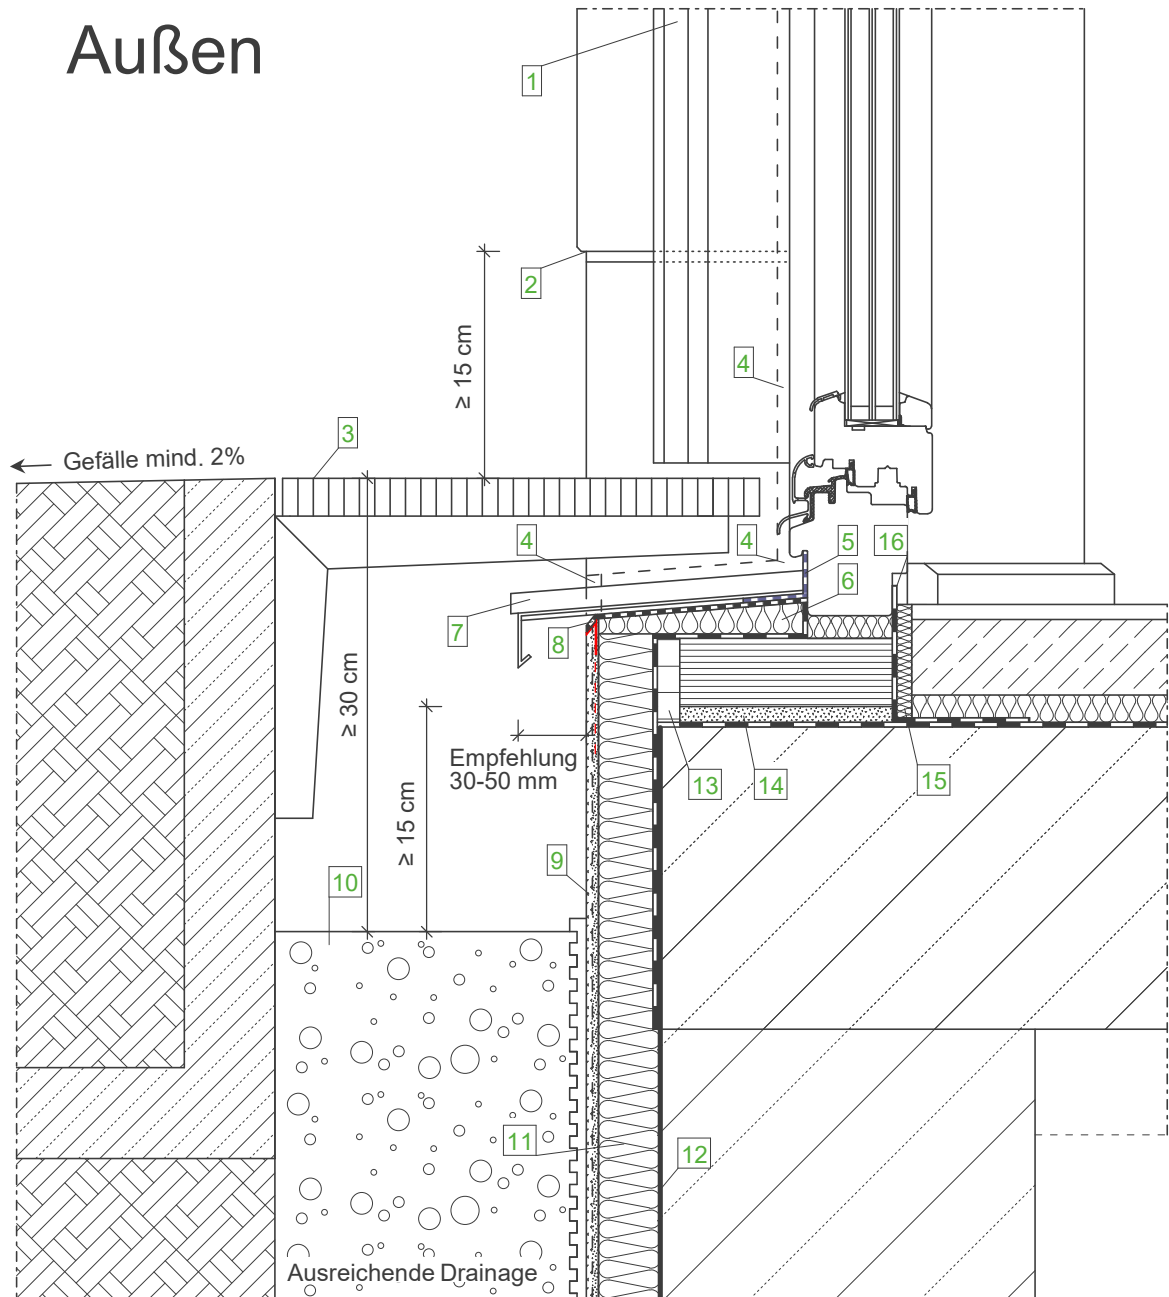 Außen
1
2
≥ 15 cm
4
3
Gefälle mind. 2%
4
4
5
16
6
7
8
≥ 30 cm
Empfehlung
30-50 mm
13
14
15
≥ 15 cm
9
10
11
12
Ausreichende Drainage